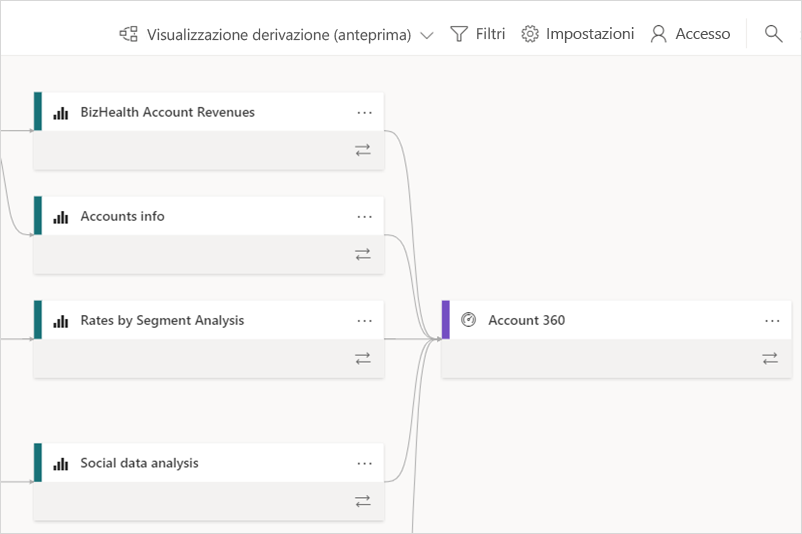 Visualizzazione derivazione (anteprima) Filtri Impostazioni Accesso
BizHealth Account Revenues
Accounts info
Rates by Segment Analysis
Account 360
Social data analysis